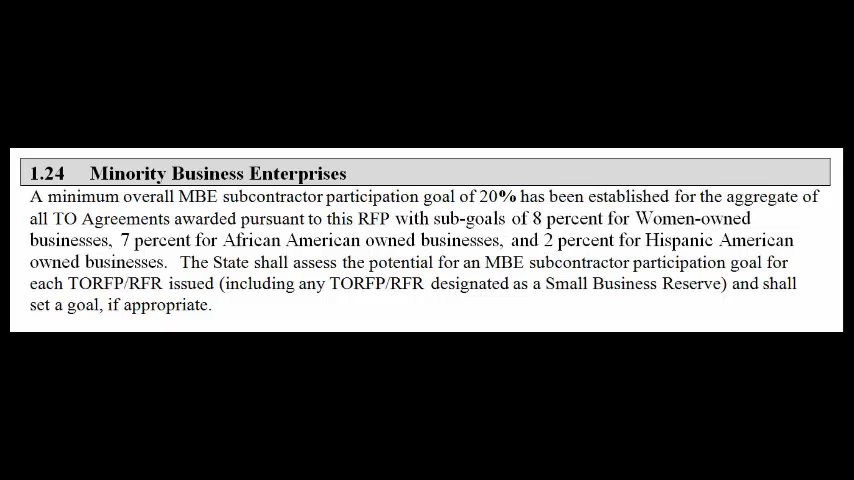 1.24 Minority Business Enterprises
A minimum overall MBE subcontractor participation goal of 20% has been established for the aggregate of
all TO Agreements awarded pursuant to this RFP with sub-goals of 8 percent for Women-owned
businesses, 7 percent for African American owned businesses, and 2 percent for Hispanic American
owned businesses. The State shall assess the potential for an MBE subcontractor participation goal for
each TORFP/RFR issued (including any TORFP/RFR designated as a Small Business Reserve) and shall
set a goal, if appropriate.